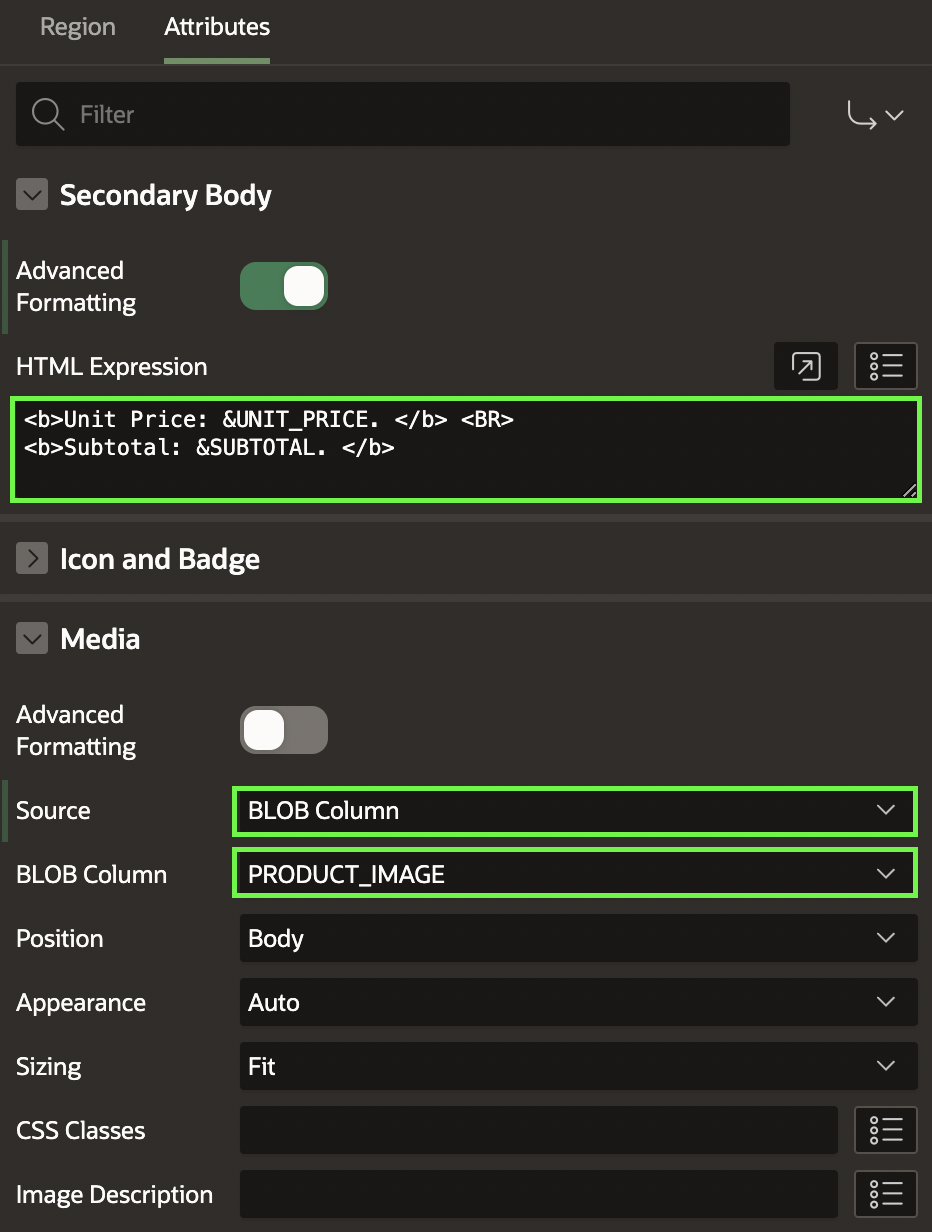 Region Attributes
Filter
Secondary Body
Advanced
Formatting
HTML Expression
<b>Unit Price: &UNIT_PRICE. </b> <BR>
<b>Subtotal: &SUBTOTAL. </b>
Icon and Badge
Media
Advanced
Formatting
Source BLOB Column
BLOB Column PRODUCT_IMAGE
Position Body
Appearance Auto
Sizing Fit
CSS Classes
Image Description